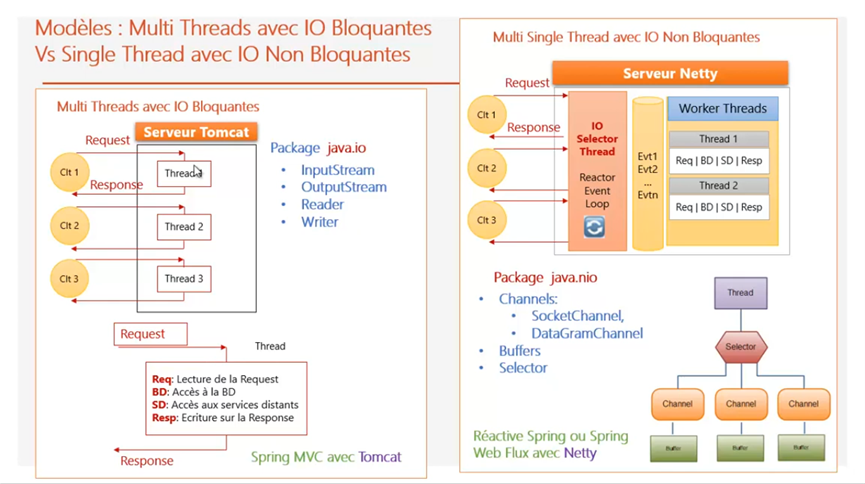 Modèles : Multi Threads avec IO Bloquantes
Vs Single Thread avec IO Non Bloquantes
Multi Threads avec IO Bloquantes
Serveur Tomcat
Request
Clt 1
Thread
Response
Clt 2
Thread 2
Clt 3
Thread 3
Package java.io
• InputStream
• OutputStream
• Reader
• Writer
Request
Thread
Req: Lecture de la Request
BD: Accès à la BD
SD: Accès aux services distants
Resp: Ecriture sur la Response
Response
Spring MVC avec Tomcat
Multi Single Thread avec IO Non Bloquantes
Serveur Netty
Request
Clt 1
Response
Clt 2
Clt 3
IO
Selector
Thread
Reactor
Event
Loop
Evt1
Evt2
...
Evtn
Worker Threads
Thread 1
Req | BD | SD | Resp
Thread 2
Req | BD | SD | Resp
Package java.nio
• Channels:
• SocketChannel,
• DataGramChannel
• Buffers
• Selector
Thread
Selector
Channel
Channel
Channel
Buffer
Buffer
Buffer
Réactive Spring ou Spring
Web Flux avec Netty